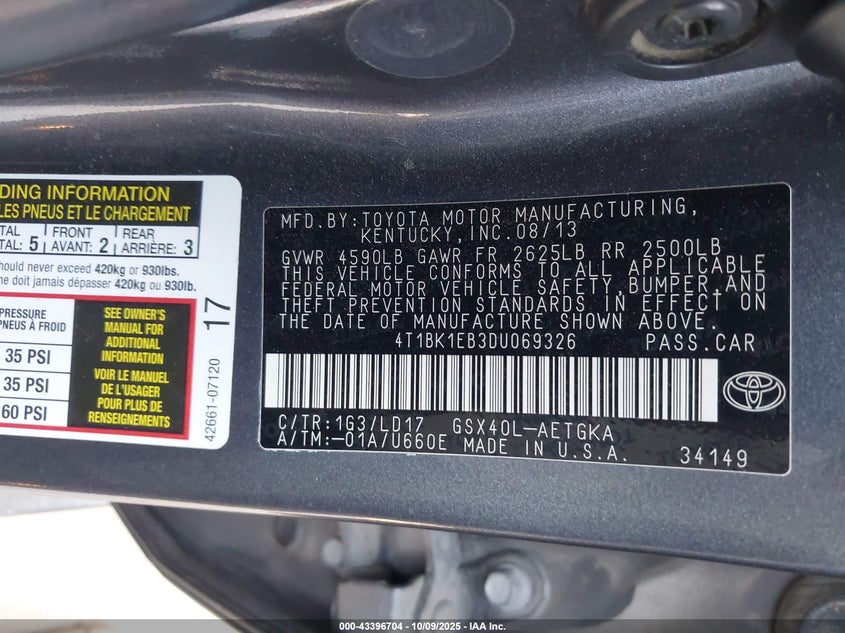 DING INFORMATION
LES PNEUS ET LE CHARGEMENT
TAL FRONT REAR
TAL: 5 AVANT: 2 ARRIÈRE: 3
should never exceed 420kg or 930lbs.
ne doit jamais dépasser 420kg ou 930lb.
PRESSURE
PNEUS À FROID
35 PSI
35 PSI
60 PSI
SEE OWNER'S
MANUAL FOR
ADDITIONAL
INFORMATION
VOIR LE MANUEL
DE L'USAGER
POUR PLUS DE
RENSEIGNEMENTS
42661-07120 17
MFD.BY:TOYOTA MOTOR MANUFACTURING,
KENTUCKY,INC.08/13
GVWR 4590LB GAWR FR 2625LB RR 2500LB
THIS VEHICLE CONFORMS TO ALL APPLICABLE
FEDERAL MOTOR VEHICLE SAFETY,BUMPER,AND
THEFT PREVENTION STANDARDS IN EFFECT ON
THE DATE OF MANUFACTURE SHOWN ABOVE.
4T1BK1EB3DU069326 PASS.CAR
C/TR:1G3/LD17 GSX40L-AETGKA
A/TM:-01A/U660E MADE IN U.S.A. 34149
000-43396704 - 10/09/2025 - IAA Inc.